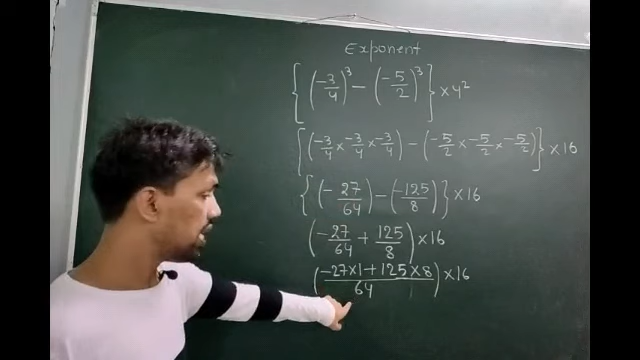 Exponent
{(-3/4)³ - (-5/2)³} × 4²
{(-3/4 × -3/4 × -3/4) - (-5/2 × -5/2 × -5/2)} × 16
{(-27/64) - (-125/8)} × 16
(-27/64 + 125/8) × 16
(-27×1 + 125×8 / 64) × 16